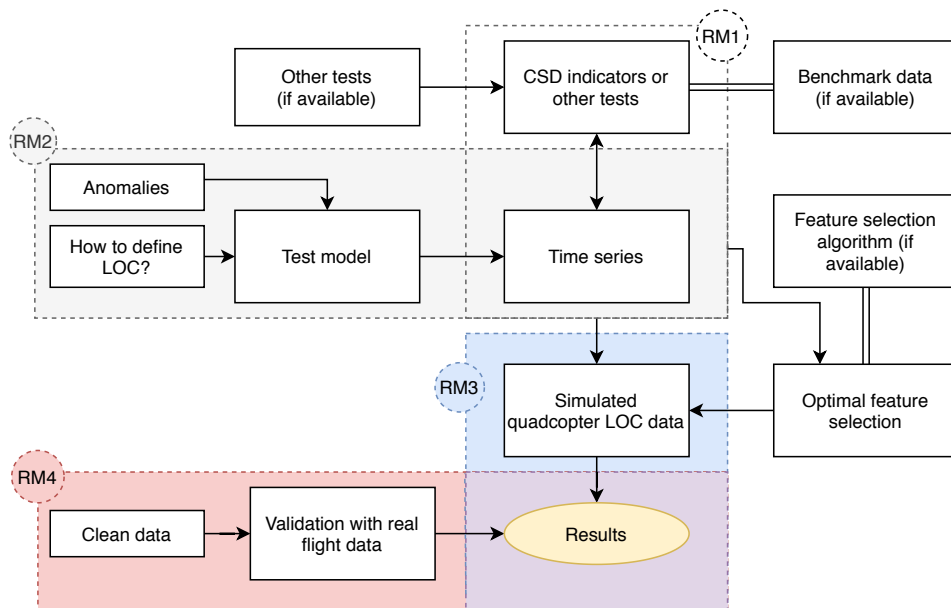 RM1
Other tests
(if available)
CSD indicators or
other tests
Benchmark data
(if available)
RM2
Anomalies
How to define
LOC?
Test model
Time series
Feature selection
algorithm (if
available)
RM3
Simulated
quadcopter LOC data
Optimal feature
selection
RM4
Clean data
Validation with real
flight data
Results